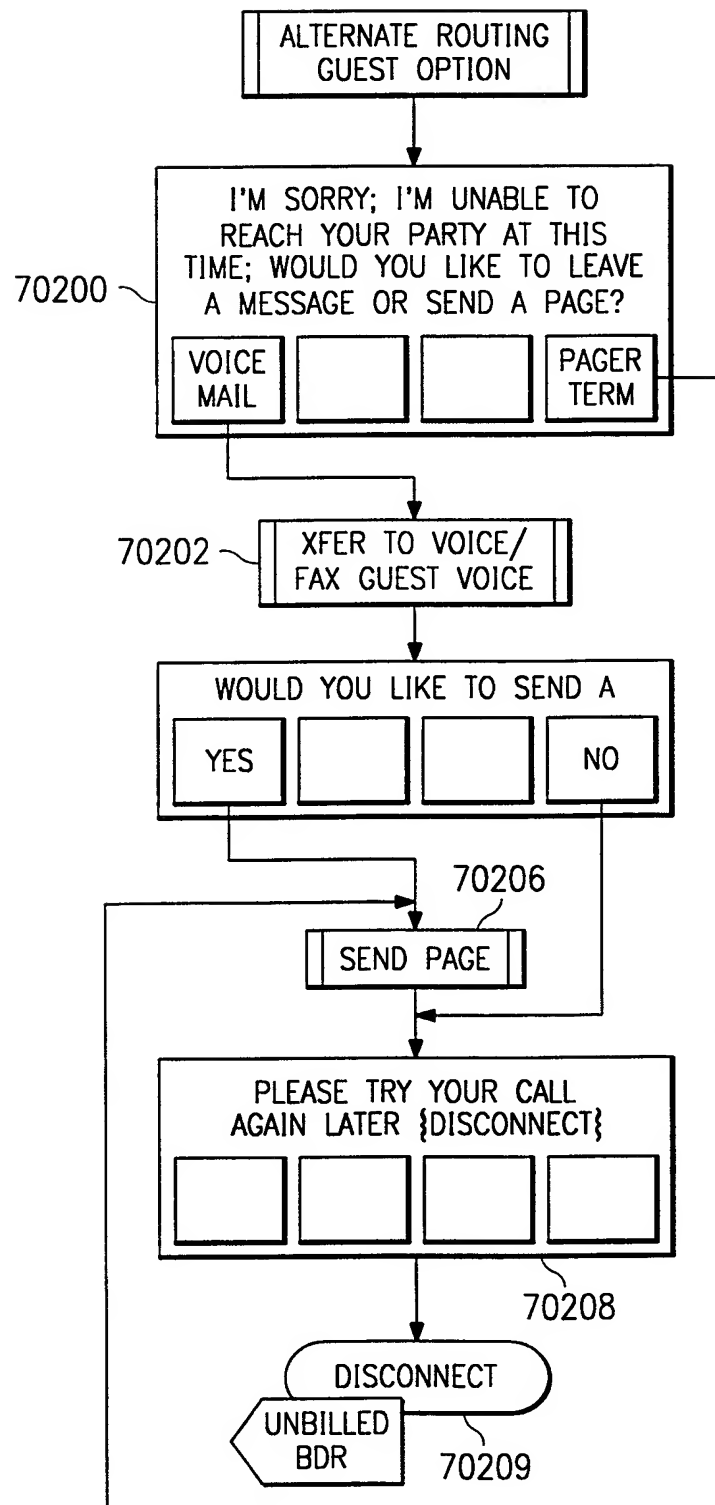 ALTERNATE ROUTING
GUEST OPTION
I'M SORRY; I'M UNABLE TO
REACH YOUR PARTY AT THIS
TIME; WOULD YOU LIKE TO LEAVE
A MESSAGE OR SEND A PAGE?
70200
VOICE
MAIL
PAGER
TERM
70202
XFER TO VOICE/
FAX GUEST VOICE
WOULD YOU LIKE TO SEND A
YES
NO
70206
SEND PAGE
PLEASE TRY YOUR CALL
AGAIN LATER {DISCONNECT}
70208
DISCONNECT
UNBILLED
BDR
70209